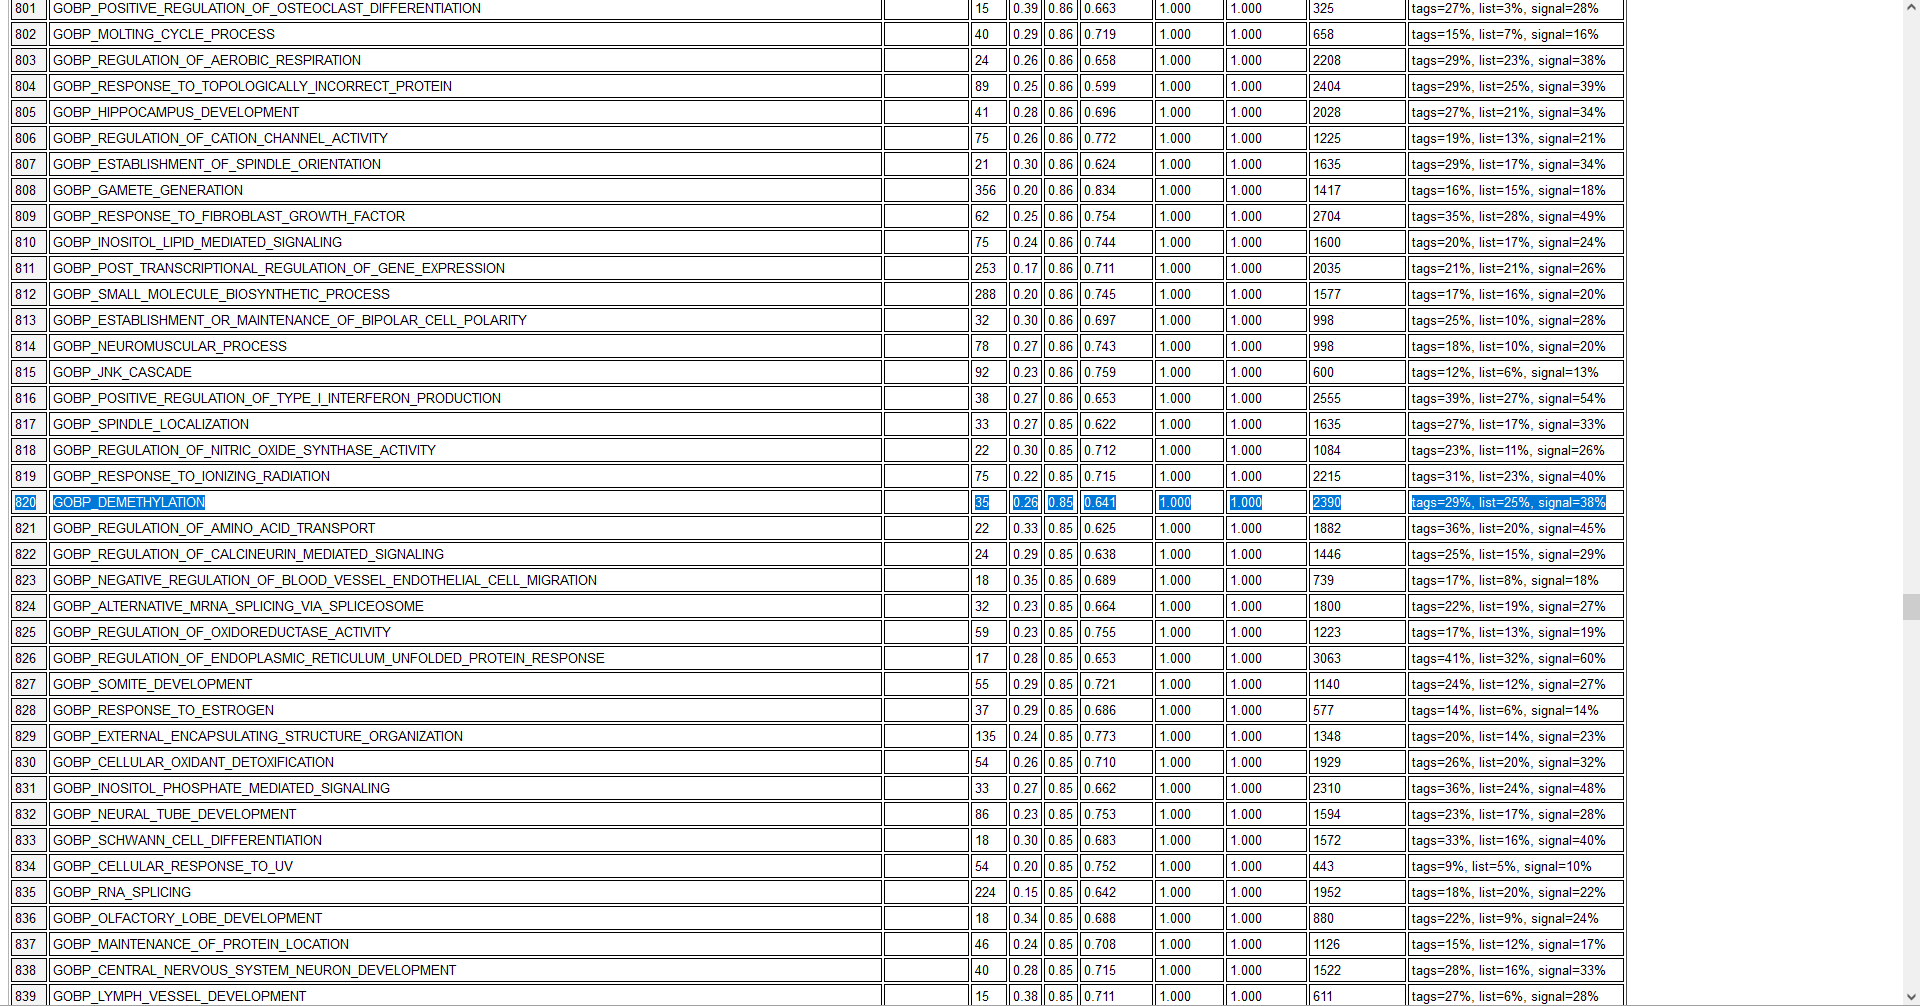 801 GOBP_POSITIVE_REGULATION_OF_OSTEOCLAST_DIFFERENTIATION 15 0.39 0.86 0.663 1.000 1.000 325 tags=27%, list=3%, signal=28%
802 GOBP_MOLTING_CYCLE_PROCESS 40 0.29 0.86 0.719 1.000 1.000 658 tags=15%, list=7%, signal=16%
803 GOBP_REGULATION_OF_AEROBIC_RESPIRATION 24 0.26 0.86 0.658 1.000 1.000 2208 tags=29%, list=23%, signal=38%
804 GOBP_RESPONSE_TO_TOPOLOGICALLY_INCORRECT_PROTEIN 89 0.25 0.86 0.599 1.000 1.000 2404 tags=29%, list=25%, signal=39%
805 GOBP_HIPPOCAMPUS_DEVELOPMENT 41 0.28 0.86 0.696 1.000 1.000 2028 tags=27%, list=21%, signal=34%
806 GOBP_REGULATION_OF_CATION_CHANNEL_ACTIVITY 75 0.26 0.86 0.772 1.000 1.000 1225 tags=19%, list=13%, signal=21%
807 GOBP_ESTABLISHMENT_OF_SPINDLE_ORIENTATION 21 0.30 0.86 0.624 1.000 1.000 1635 tags=29%, list=17%, signal=34%
808 GOBP_GAMETE_GENERATION 356 0.20 0.86 0.834 1.000 1.000 1417 tags=16%, list=15%, signal=18%
809 GOBP_RESPONSE_TO_FIBROBLAST_GROWTH_FACTOR 62 0.25 0.86 0.754 1.000 1.000 2704 tags=35%, list=28%, signal=49%
810 GOBP_INOSITOL_LIPID_MEDIATED_SIGNALING 75 0.24 0.86 0.744 1.000 1.000 1600 tags=20%, list=17%, signal=24%
811 GOBP_POST_TRANSCRIPTIONAL_REGULATION_OF_GENE_EXPRESSION 253 0.17 0.86 0.711 1.000 1.000 2035 tags=21%, list=21%, signal=26%
812 GOBP_SMALL_MOLECULE_BIOSYNTHETIC_PROCESS 288 0.20 0.86 0.745 1.000 1.000 1577 tags=17%, list=16%, signal=20%
813 GOBP_ESTABLISHMENT_OR_MAINTENANCE_OF_BIPOLAR_CELL_POLARITY 32 0.30 0.86 0.697 1.000 1.000 998 tags=25%, list=10%, signal=28%
814 GOBP_NEUROMUSCULAR_PROCESS 78 0.27 0.86 0.743 1.000 1.000 998 tags=18%, list=10%, signal=20%
815 GOBP_JNK_CASCADE 92 0.23 0.86 0.759 1.000 1.000 600 tags=12%, list=6%, signal=13%
816 GOBP_POSITIVE_REGULATION_OF_TYPE_I_INTERFERON_PRODUCTION 38 0.27 0.86 0.653 1.000 1.000 2555 tags=39%, list=27%, signal=54%
817 GOBP_SPINDLE_LOCALIZATION 33 0.27 0.85 0.622 1.000 1.000 1635 tags=27%, list=17%, signal=33%
818 GOBP_REGULATION_OF_NITRIC_OXIDE_SYNTHASE_ACTIVITY 22 0.30 0.85 0.712 1.000 1.000 1084 tags=23%, list=11%, signal=26%
819 GOBP_RESPONSE_TO_IONIZING_RADIATION 75 0.22 0.85 0.715 1.000 1.000 2215 tags=31%, list=23%, signal=40%
820 GOBP_DEMETHYLATION 35 0.26 0.85 0.641 1.000 1.000 2390 tags=29%, list=25%, signal=38%
821 GOBP_REGULATION_OF_AMINO_ACID_TRANSPORT 22 0.33 0.85 0.625 1.000 1.000 1882 tags=36%, list=20%, signal=45%
822 GOBP_REGULATION_OF_CALCINEURIN_MEDIATED_SIGNALING 24 0.29 0.85 0.638 1.000 1.000 1446 tags=25%, list=15%, signal=29%
823 GOBP_NEGATIVE_REGULATION_OF_BLOOD_VESSEL_ENDOTHELIAL_CELL_MIGRATION 18 0.35 0.85 0.689 1.000 1.000 739 tags=17%, list=8%, signal=18%
824 GOBP_ALTERNATIVE_MRNA_SPLICING_VIA_SPLICEOSOME 32 0.23 0.85 0.664 1.000 1.000 1800 tags=22%, list=19%, signal=27%
825 GOBP_REGULATION_OF_OXIDOREDUCTASE_ACTIVITY 59 0.23 0.85 0.755 1.000 1.000 1223 tags=17%, list=13%, signal=19%
826 GOBP_REGULATION_OF_ENDOPLASMIC_RETICULUM_UNFOLDED_PROTEIN_RESPONSE 17 0.28 0.85 0.653 1.000 1.000 3063 tags=41%, list=32%, signal=60%
827 GOBP_SOMITE_DEVELOPMENT 55 0.29 0.85 0.721 1.000 1.000 1140 tags=24%, list=12%, signal=27%
828 GOBP_RESPONSE_TO_ESTROGEN 37 0.29 0.85 0.686 1.000 1.000 577 tags=14%, list=6%, signal=14%
829 GOBP_EXTERNAL_ENCAPSULATING_STRUCTURE_ORGANIZATION 135 0.24 0.85 0.773 1.000 1.000 1348 tags=20%, list=14%, signal=23%
830 GOBP_CELLULAR_OXIDANT_DETOXIFICATION 54 0.26 0.85 0.710 1.000 1.000 1929 tags=26%, list=20%, signal=32%
831 GOBP_INOSITOL_PHOSPHATE_MEDIATED_SIGNALING 33 0.27 0.85 0.662 1.000 1.000 2310 tags=36%, list=24%, signal=48%
832 GOBP_NEURAL_TUBE_DEVELOPMENT 86 0.23 0.85 0.753 1.000 1.000 1594 tags=23%, list=17%, signal=28%
833 GOBP_SCHWANN_CELL_DIFFERENTIATION 18 0.30 0.85 0.683 1.000 1.000 1572 tags=33%, list=16%, signal=40%
834 GOBP_CELLULAR_RESPONSE_TO_UV 54 0.20 0.85 0.752 1.000 1.000 443 tags=9%, list=5%, signal=10%
835 GOBP_RNA_SPLICING 224 0.15 0.85 0.642 1.000 1.000 1952 tags=18%, list=20%, signal=22%
836 GOBP_OLFACTORY_LOBE_DEVELOPMENT 18 0.34 0.85 0.688 1.000 1.000 880 tags=22%, list=9%, signal=24%
837 GOBP_MAINTENANCE_OF_PROTEIN_LOCATION 46 0.24 0.85 0.708 1.000 1.000 1126 tags=15%, list=12%, signal=17%
838 GOBP_CENTRAL_NERVOUS_SYSTEM_NEURON_DEVELOPMENT 40 0.28 0.85 0.715 1.000 1.000 1522 tags=28%, list=16%, signal=33%
839 GOBP_LYMPH_VESSEL_DEVELOPMENT 15 0.38 0.85 0.711 1.000 1.000 611 tags=27%, list=6%, signal=28%